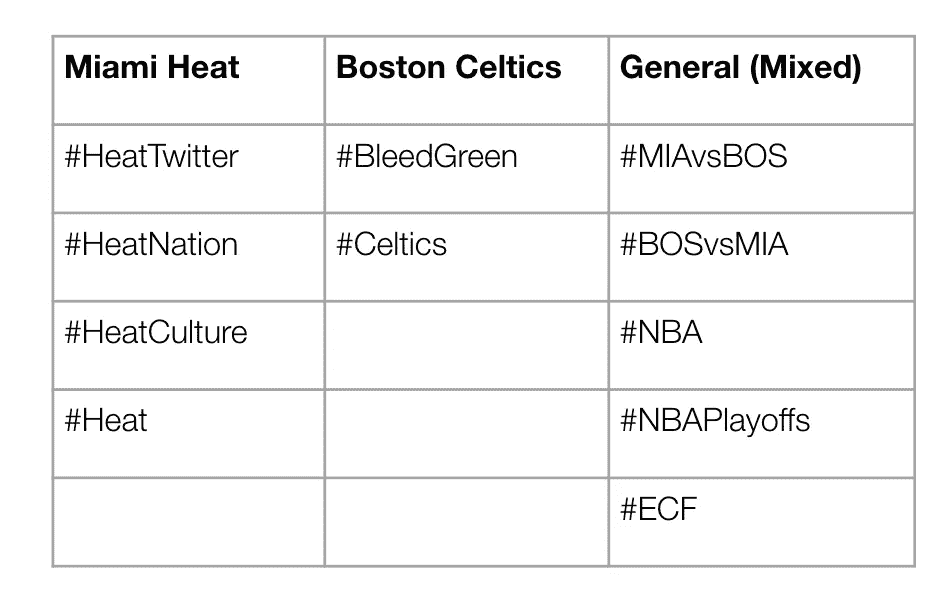 Miami Heat Boston Celtics General (Mixed)
#HeatTwitter #BleedGreen #MIAvsBOS
#HeatNation #Celtics #BOSvsMIA
#HeatCulture #NBA
#Heat #NBAPlayoffs
#ECF